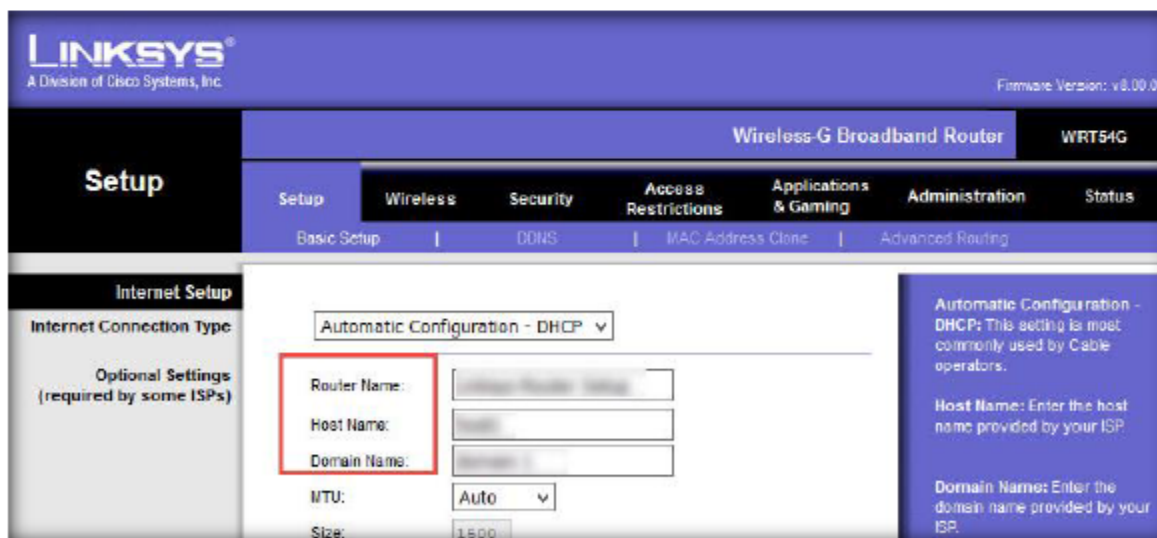 LINKSYS®
A Division of Cisco Systems, Inc.
Firmware Version: v8.00.0
Wireless-G Broadband Router
WRT54G
Setup
Setup
Wireless
Security
Access Restrictions
Applications & Gaming
Administration
Status
Basic Setup | DDNS | MAC Address Clone | Advanced Routing
Internet Setup
Internet Connection Type
Automatic Configuration - DHCP
Optional Settings
(required by some ISPs)
Router Name:
Host Name:
Domain Name:
MTU:
Auto
Size:
1500
Automatic Configuration -
DHCP: This setting is most
commonly used by Cable
operators.
Host Name: Enter the host
name provided by your ISP
Domain Name: Enter the
domain name provided by your
ISP.